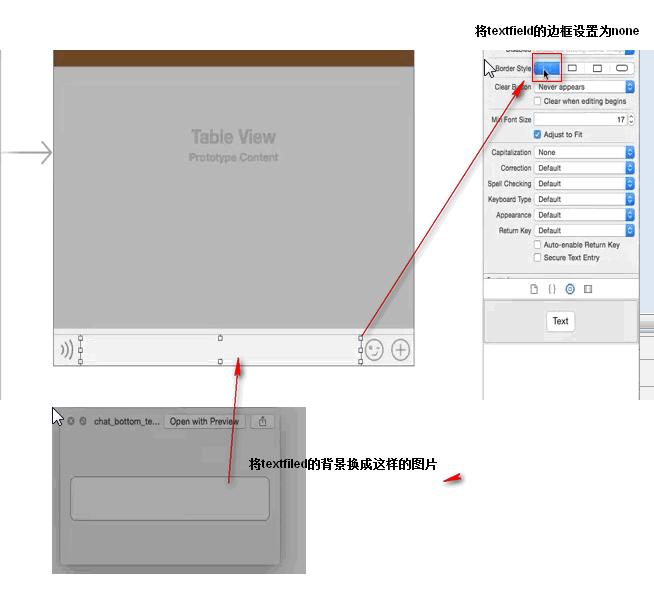 将textfield的边框设置为none
Border Style
Clear Button Never appears
Clear when editing begins
Min Font Size 17
Adjust to Fit
Capitalization None
Correction Default
Spell Checking Default
Keyboard Type Default
Appearance Default
Return Key Default
Auto-enable Return Key
Secure Text Entry
Text
Table View
Prototype Content
chat_bottom_te... Open with Preview
将textfiled的背景换成这样的图片